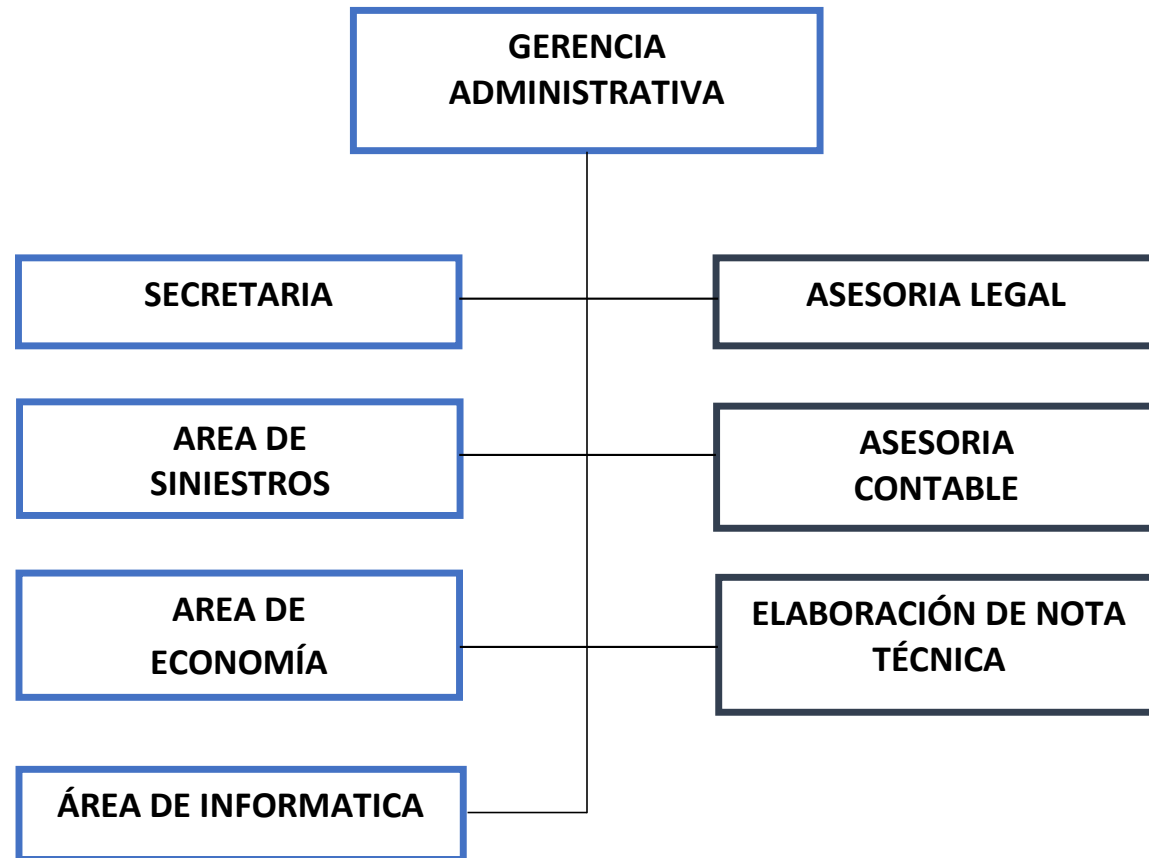 GERENCIA
ADMINISTRATIVA
SECRETARIA
ASESORIA LEGAL
AREA DE
SINIESTROS
ASESORIA
CONTABLE
AREA DE
ECONOMÍA
ELABORACIÓN DE NOTA
TÉCNICA
ÁREA DE INFORMATICA